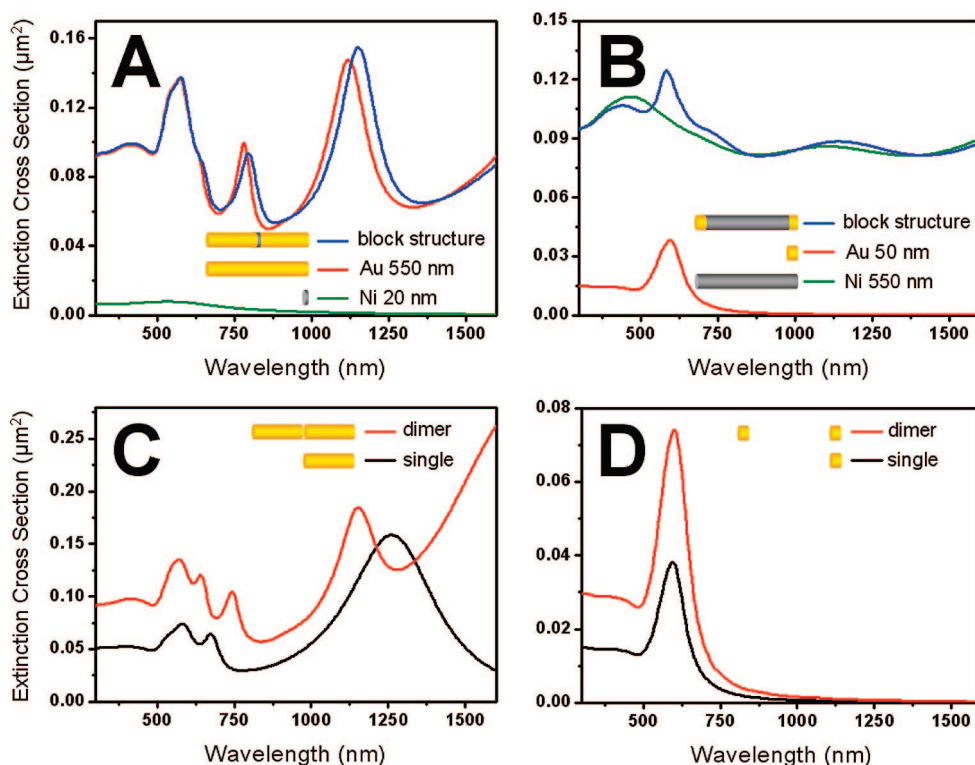 A
Extinction Cross Section (μm²)
0.16
0.12
0.08
0.04
0.00
block structure
Au 550 nm
Ni 20 nm
500
750
1000
1250
1500
Wavelength (nm)
B
0.15
0.12
0.09
0.06
0.03
0.00
block structure
Au 50 nm
Ni 550 nm
500
750
1000
1250
1500
Wavelength (nm)
C
Extinction Cross Section (μm²)
0.25
0.20
0.15
0.10
0.05
0.00
dimer
single
500
750
1000
1250
1500
Wavelength (nm)
D
0.08
0.06
0.04
0.02
0.00
dimer
single
500
750
1000
1250
1500
Wavelength (nm)